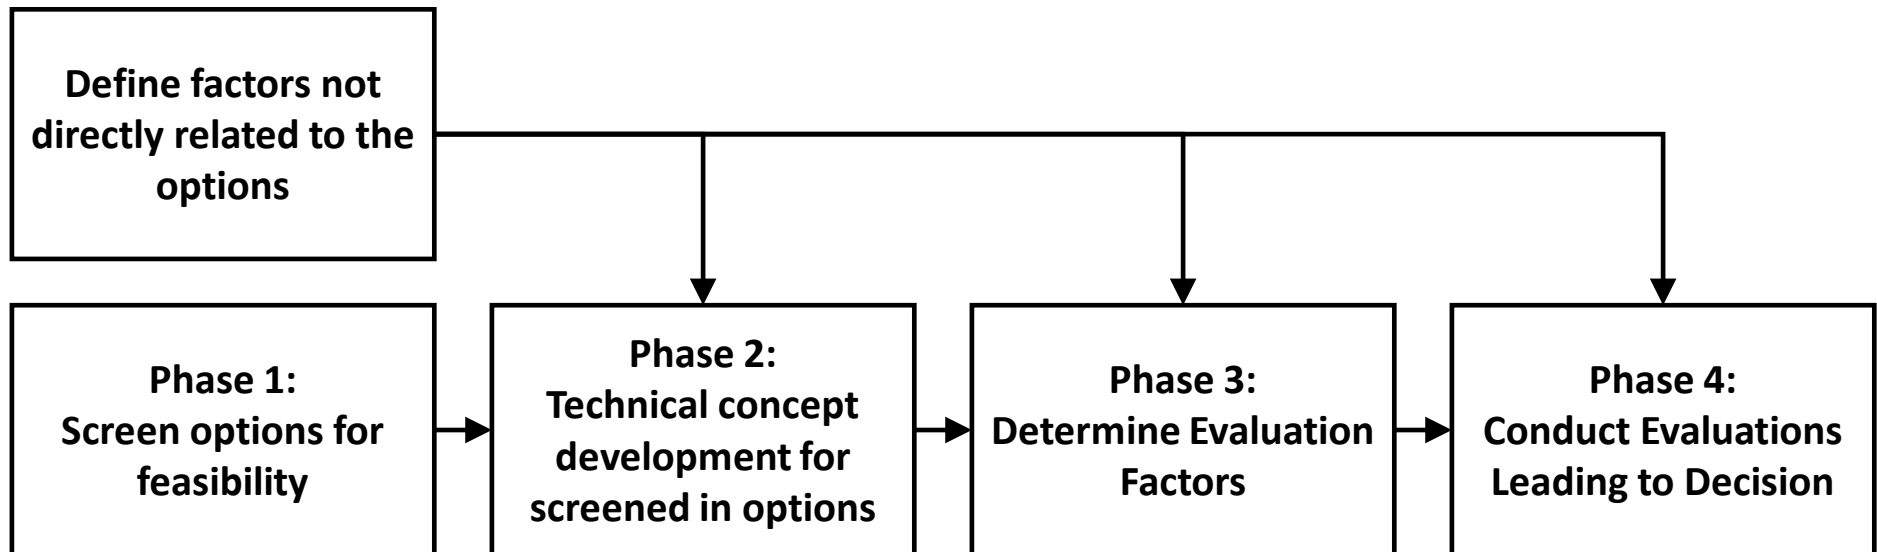 Define factors not
directly related to the
options
Phase 1:
Screen options for
feasibility
Phase 2:
Technical concept
development for
screened in options
Phase 3:
Determine Evaluation
Factors
Phase 4:
Conduct Evaluations
Leading to Decision